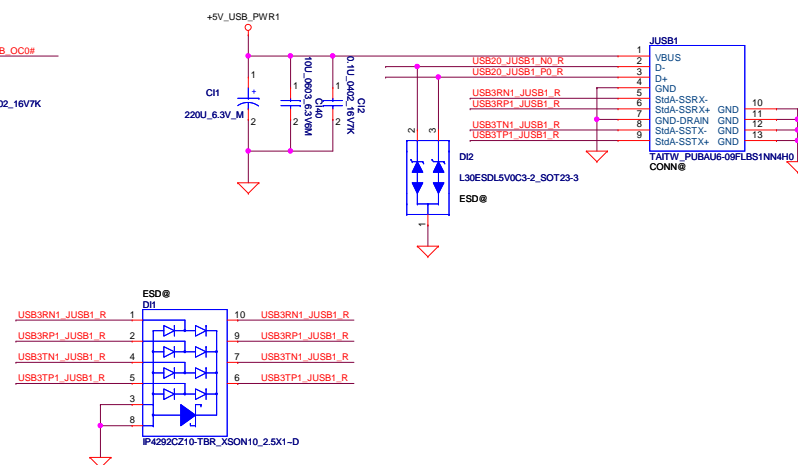 +5V_USB_PWR1
B_OC0#
02_16V7K
1
CI1
+
220U_6.3V_M
2
1
10U_0603_6.3V6M
CI40
2
1
0.1U_0402_16V7K
CI2
2
USB20_JUSB1_N0_R
USB20_JUSB1_P0_R
USB3RN1_JUSB1_R
USB3RP1_JUSB1_R
USB3TN1_JUSB1_R
USB3TP1_JUSB1_R
JUSB1
1 VBUS
2 D-
3 D+
4 GND
5 StdA-SSRX-
6 StdA-SSRX+ GND 10
7 GND-DRAIN GND 11
8 StdA-SSTX- GND 12
9 StdA-SSTX+ GND 13
TAITW_PUBAU6-09FLBS1NN4H0
CONN@
2
3
DI2
L30ESDL5V0C3-2_SOT23-3
ESD@
1
ESD@
DI1
USB3RN1_JUSB1_R 1 10 USB3RN1_JUSB1_R
USB3RP1_JUSB1_R 2 9 USB3RP1_JUSB1_R
USB3TN1_JUSB1_R 4 7 USB3TN1_JUSB1_R
USB3TP1_JUSB1_R 5 6 USB3TP1_JUSB1_R
3
8
IP4292CZ10-TBR_XSON10_2.5X1~D